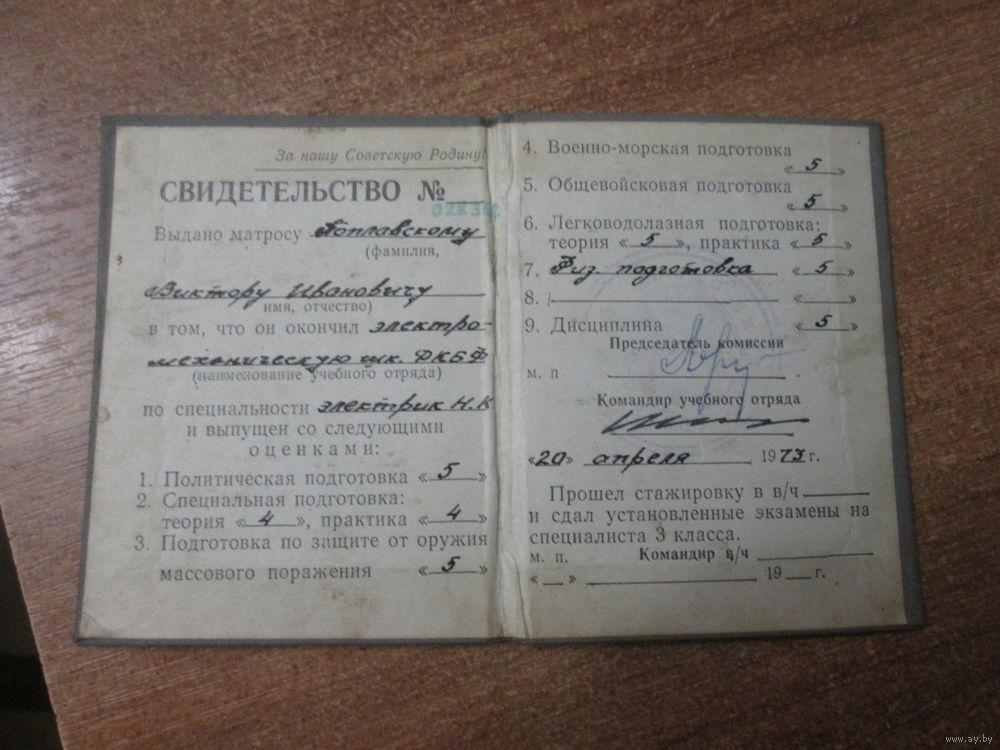 За нашу Советскую Родину!
СВИДЕТЕЛЬСТВО №
Выдано матросу Поплавскому
(фамилия,
Виктору Ивановичу
имя, отчество)
в том, что он окончил электро-
механическую шк. ДКБФ
(наименование учебного отряда)
по специальности электрик Н.К
и выпущен со следующими
оценками:
1. Политическая подготовка «5»
2. Специальная подготовка:
теория «4», практика «4»
3. Подготовка по защите от оружия
массового поражения «5»
4. Военно-морская подготовка
«5»
5. Общевойсковая подготовка
«5»
6. Легководолазная подготовка:
теория «5», практика «5»
7. Физ. подготовка «5»
8. « »
9. Дисциплина «5»
Председатель комиссии
м. п
Командир учебного отряда
«20» апреля 1973 г.
Прошел стажировку в в/ч
и сдал установленные экзамены на
специалиста 3 класса.
м. п. Командир в/ч
« » 19 г.
www.ay.by